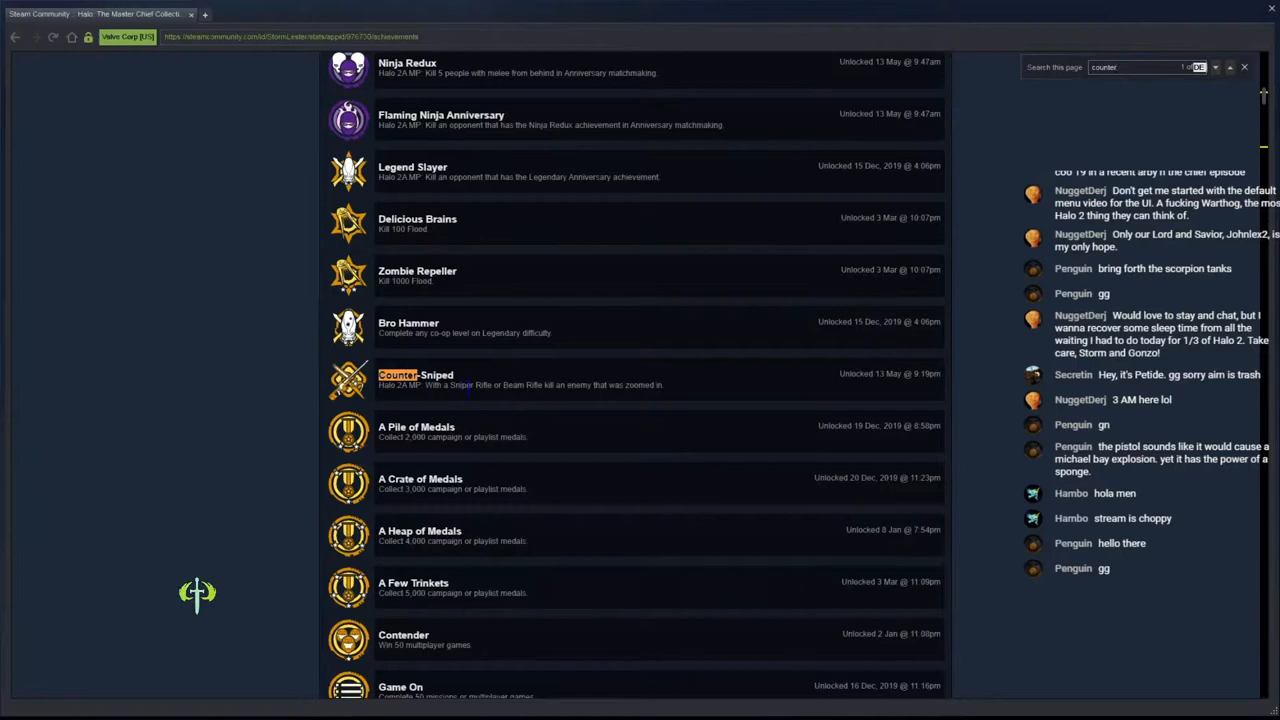 Steam Community :: Halo: The Master Chief Collecti...
Valve Corp [US]
https://steamcommunity.com/id/StormLester/stats/appid/976730/achievements
Search this page
counter
1 of
Ninja Redux
Unlocked 13 May @ 9:47am
Halo 2A MP: Kill 5 people with melee from behind in Anniversary matchmaking.
Flaming Ninja Anniversary
Unlocked 13 May @ 9:47am
Halo 2A MP: Kill an opponent that has the Ninja Redux achievement in Anniversary matchmaking.
Legend Slayer
Unlocked 15 Dec, 2019 @ 4:06pm
Halo 2A MP: Kill an opponent that has the Legendary Anniversary achievement.
Delicious Brains
Unlocked 3 Mar @ 10:07pm
Kill 100 Flood.
Zombie Repeller
Unlocked 3 Mar @ 10:07pm
Kill 1000 Flood.
Bro Hammer
Unlocked 15 Dec, 2019 @ 4:06pm
Complete any co-op level on Legendary difficulty.
Counter-Sniped
Unlocked 13 May @ 9:19pm
Halo 2A MP: With a Sniper Rifle or Beam Rifle kill an enemy that was zoomed in.
A Pile of Medals
Unlocked 19 Dec, 2019 @ 8:58pm
Collect 2,000 campaign or playlist medals.
A Crate of Medals
Unlocked 20 Dec, 2019 @ 11:23pm
Collect 3,000 campaign or playlist medals.
A Heap of Medals
Unlocked 8 Jan @ 7:54pm
Collect 4,000 campaign or playlist medals.
A Few Trinkets
Unlocked 3 Mar @ 11:09pm
Collect 5,000 campaign or playlist medals.
Contender
Unlocked 2 Jan @ 11:08pm
Win 50 multiplayer games.
Game On
Unlocked 16 Dec, 2019 @ 11:16pm
Complete 50 missions or multiplayer games.
coo 19 in a recent arby n the chief episode
NuggetDerj Don't get me started with the default
menu video for the UI. A fucking Warthog, the mos
Halo 2 thing they can think of.
NuggetDerj Only our Lord and Savior, Johnlex2, is
my only hope.
Penguin bring forth the scorpion tanks
Penguin gg
NuggetDerj Would love to stay and chat, but I
wanna recover some sleep time from all the
waiting I had to do today for 1/3 of Halo 2. Take
care, Storm and Gonzo!
Secretin Hey, it's Petide. gg sorry aim is trash
NuggetDerj 3 AM here lol
Penguin gn
Penguin the pistol sounds like it would cause a
michael bay explosion. yet it has the power of a
sponge.
Hambo hola men
Hambo stream is choppy
Penguin hello there
Penguin gg